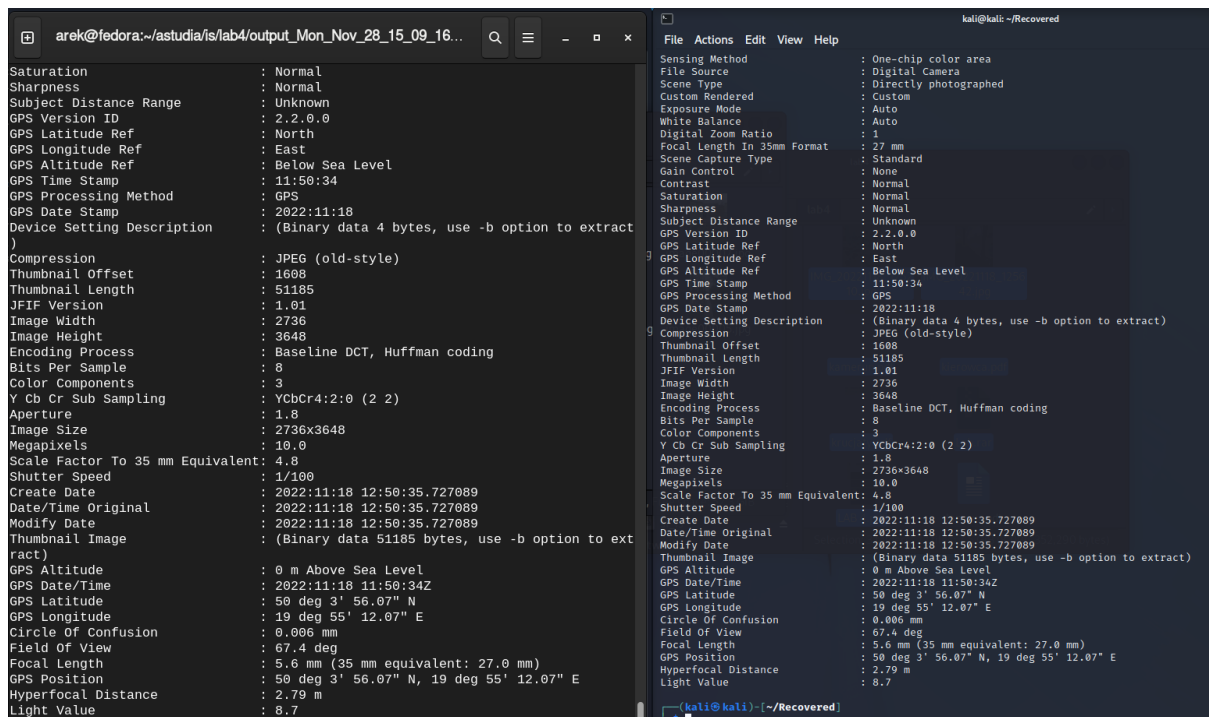 arek@fedora:~/astudia/is/lab4/output_Mon_Nov_28_15_09_16...
Saturation : Normal
Sharpness : Normal
Subject Distance Range : Unknown
GPS Version ID : 2.2.0.0
GPS Latitude Ref : North
GPS Longitude Ref : East
GPS Altitude Ref : Below Sea Level
GPS Time Stamp : 11:50:34
GPS Processing Method : GPS
GPS Date Stamp : 2022:11:18
Device Setting Description : (Binary data 4 bytes, use -b option to extract
)
Compression : JPEG (old-style)
Thumbnail Offset : 1608
Thumbnail Length : 51185
JFIF Version : 1.01
Image Width : 2736
Image Height : 3648
Encoding Process : Baseline DCT, Huffman coding
Bits Per Sample : 8
Color Components : 3
Y Cb Cr Sub Sampling : YCbCr4:2:0 (2 2)
Aperture : 1.8
Image Size : 2736x3648
Megapixels : 10.0
Scale Factor To 35 mm Equivalent: 4.8
Shutter Speed : 1/100
Create Date : 2022:11:18 12:50:35.727089
Date/Time Original : 2022:11:18 12:50:35.727089
Modify Date : 2022:11:18 12:50:35.727089
Thumbnail Image : (Binary data 51185 bytes, use -b option to ext
ract)
GPS Altitude : 0 m Above Sea Level
GPS Date/Time : 2022:11:18 11:50:34Z
GPS Latitude : 50 deg 3' 56.07" N
GPS Longitude : 19 deg 55' 12.07" E
Circle Of Confusion : 0.006 mm
Field Of View : 67.4 deg
Focal Length : 5.6 mm (35 mm equivalent: 27.0 mm)
GPS Position : 50 deg 3' 56.07" N, 19 deg 55' 12.07" E
Hyperfocal Distance : 2.79 m
Light Value : 8.7
kali@kali: ~/Recovered
File Actions Edit View Help
Sensing Method : One-chip color area
File Source : Digital Camera
Scene Type : Directly photographed
Custom Rendered : Custom
Exposure Mode : Auto
White Balance : Auto
Digital Zoom Ratio : 1
Focal Length In 35mm Format : 27 mm
Scene Capture Type : Standard
Gain Control : None
Contrast : Normal
Saturation : Normal
Sharpness : Normal
Subject Distance Range : Unknown
GPS Version ID : 2.2.0.0
GPS Latitude Ref : North
GPS Longitude Ref : East
GPS Altitude Ref : Below Sea Level
GPS Time Stamp : 11:50:34
GPS Processing Method : GPS
GPS Date Stamp : 2022:11:18
Device Setting Description : (Binary data 4 bytes, use -b option to extract)
Compression : JPEG (old-style)
Thumbnail Offset : 1608
Thumbnail Length : 51185
JFIF Version : 1.01
Image Width : 2736
Image Height : 3648
Encoding Process : Baseline DCT, Huffman coding
Bits Per Sample : 8
Color Components : 3
Y Cb Cr Sub Sampling : YCbCr4:2:0 (2 2)
Aperture : 1.8
Image Size : 2736×3648
Megapixels : 10.0
Scale Factor To 35 mm Equivalent: 4.8
Shutter Speed : 1/100
Create Date : 2022:11:18 12:50:35.727089
Date/Time Original : 2022:11:18 12:50:35.727089
Modify Date : 2022:11:18 12:50:35.727089
Thumbnail Image : (Binary data 51185 bytes, use -b option to extract)
GPS Altitude : 0 m Above Sea Level
GPS Date/Time : 2022:11:18 11:50:34Z
GPS Latitude : 50 deg 3' 56.07" N
GPS Longitude : 19 deg 55' 12.07" E
Circle Of Confusion : 0.006 mm
Field Of View : 67.4 deg
Focal Length : 5.6 mm (35 mm equivalent: 27.0 mm)
GPS Position : 50 deg 3' 56.07" N, 19 deg 55' 12.07" E
Hyperfocal Distance : 2.79 m
Light Value : 8.7
(kali㉿kali)-[~/Recovered]